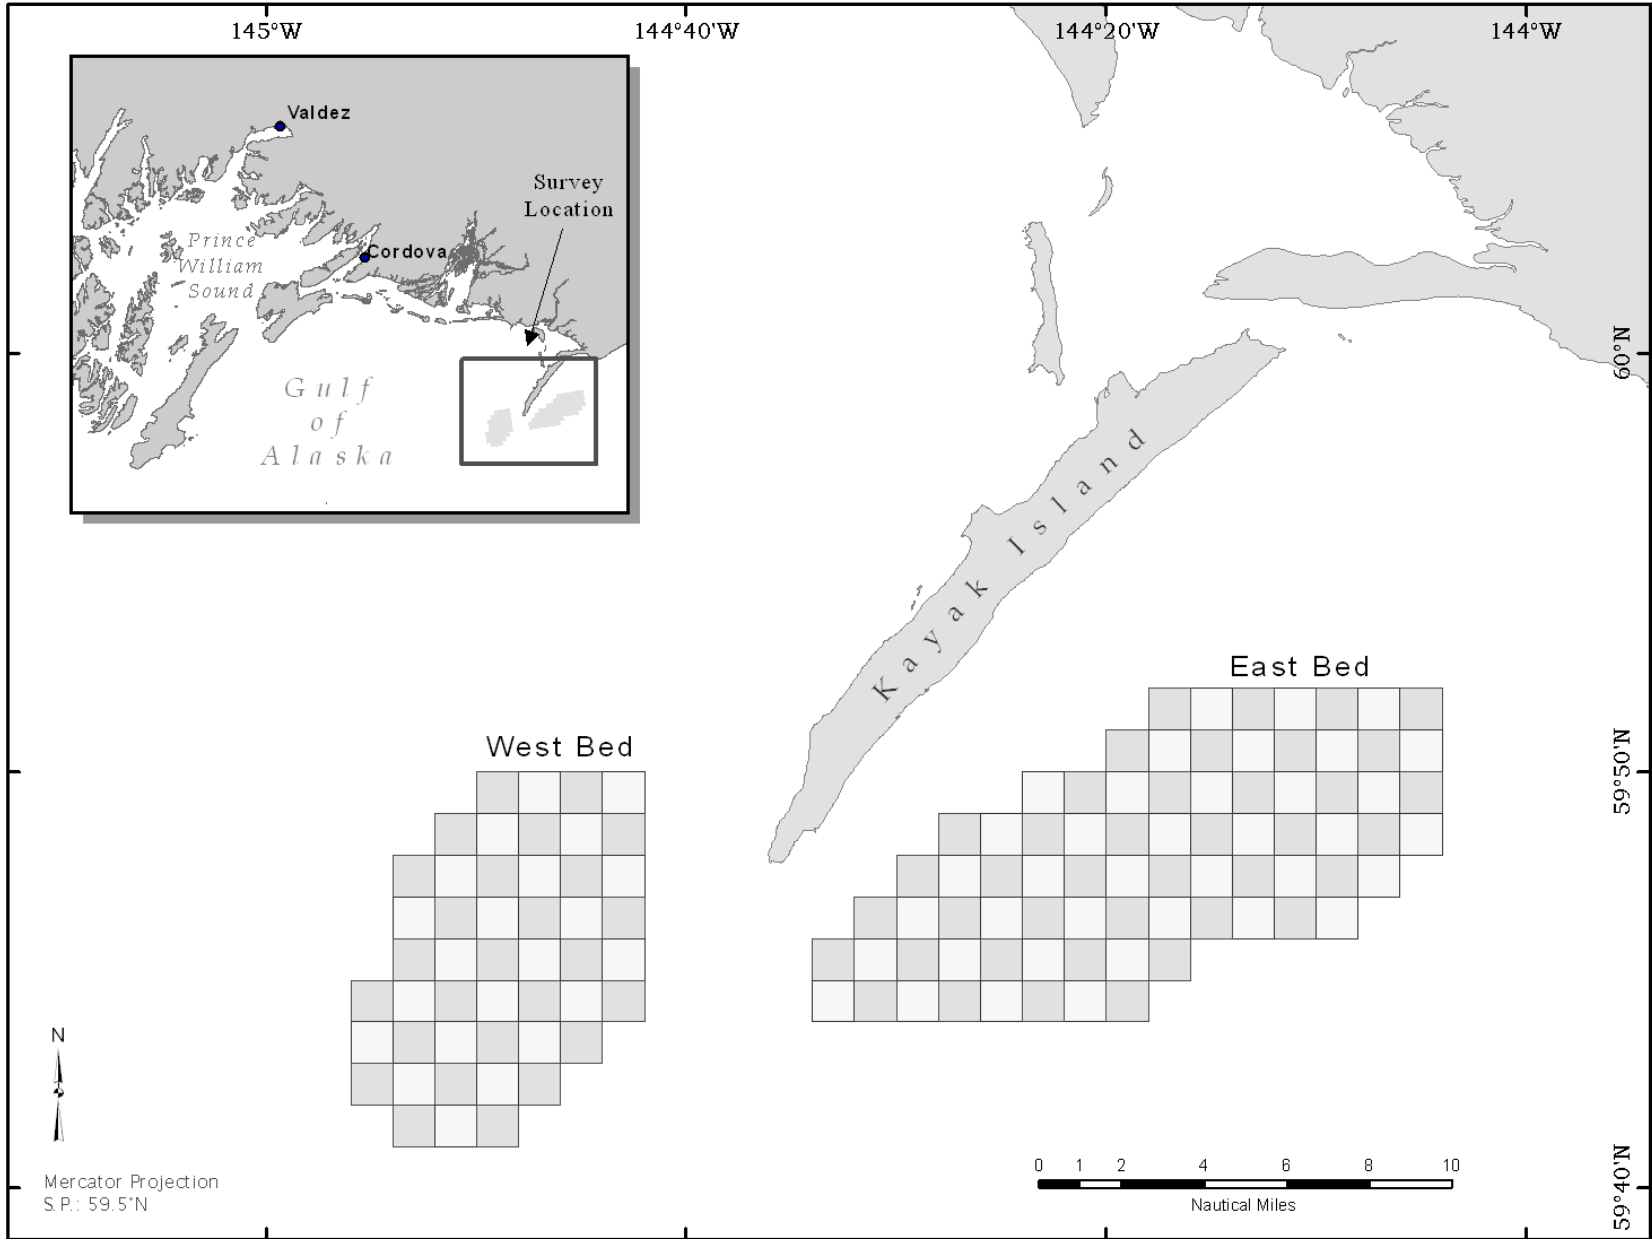 145°W
144°40'W
144°20'W
144°W
Valdez
Survey
Location
Prince
William
Sound
Cordova
Gulf
of
Alaska
60°N
Kayak Island
East Bed
West Bed
59°50'N
N
Mercator Projection
S.P.: 59.5°N
0 1 2 4 6 8 10
Nautical Miles
59°40'N